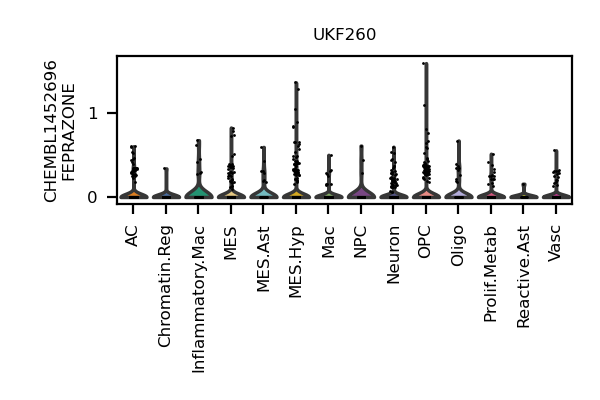 UKF260
CHEMBL1452696
FEPRAZONE
1
0
AC
Chromatin.Reg
Inflammatory.Mac
MES
MES.Ast
MES.Hyp
Mac
NPC
Neuron
OPC
Oligo
Prolif.Metab
Reactive.Ast
Vasc